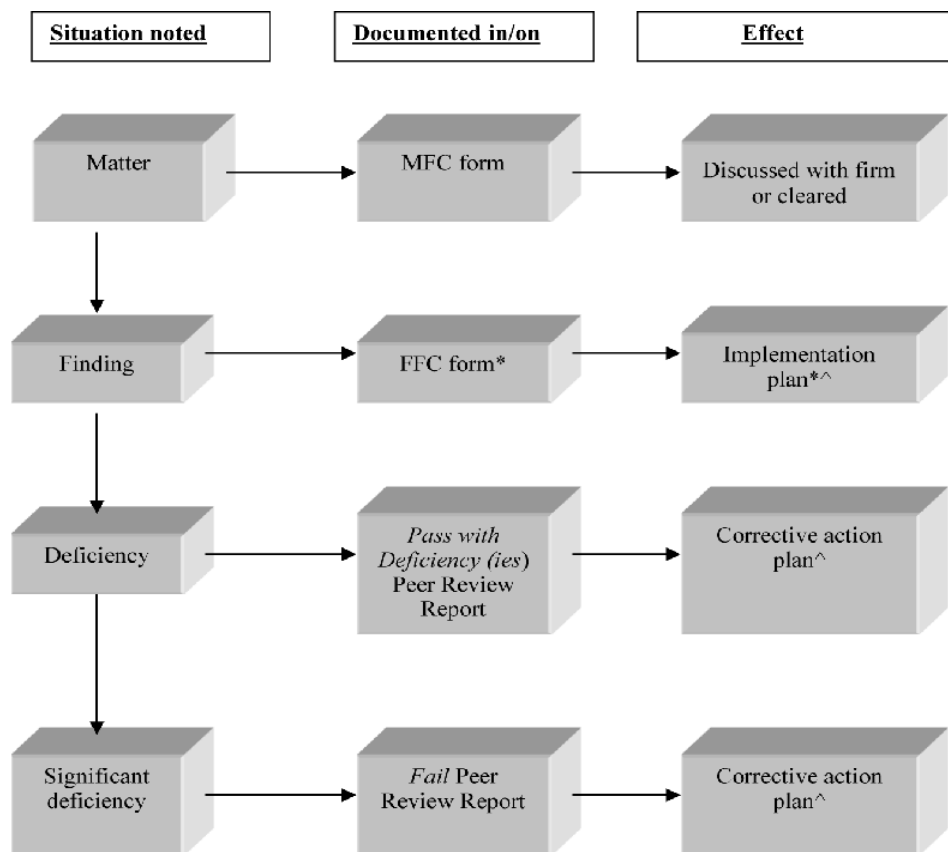 Situation noted
Documented in/on
Effect
Matter
MFC form
Discussed with firm
or cleared
Finding
FFC form*
Implementation
plan*^
Deficiency
Pass with
Deficiency (ies)
Peer Review
Report
Corrective action
plan^
Significant
deficiency
Fail Peer
Review Report
Corrective action
plan^